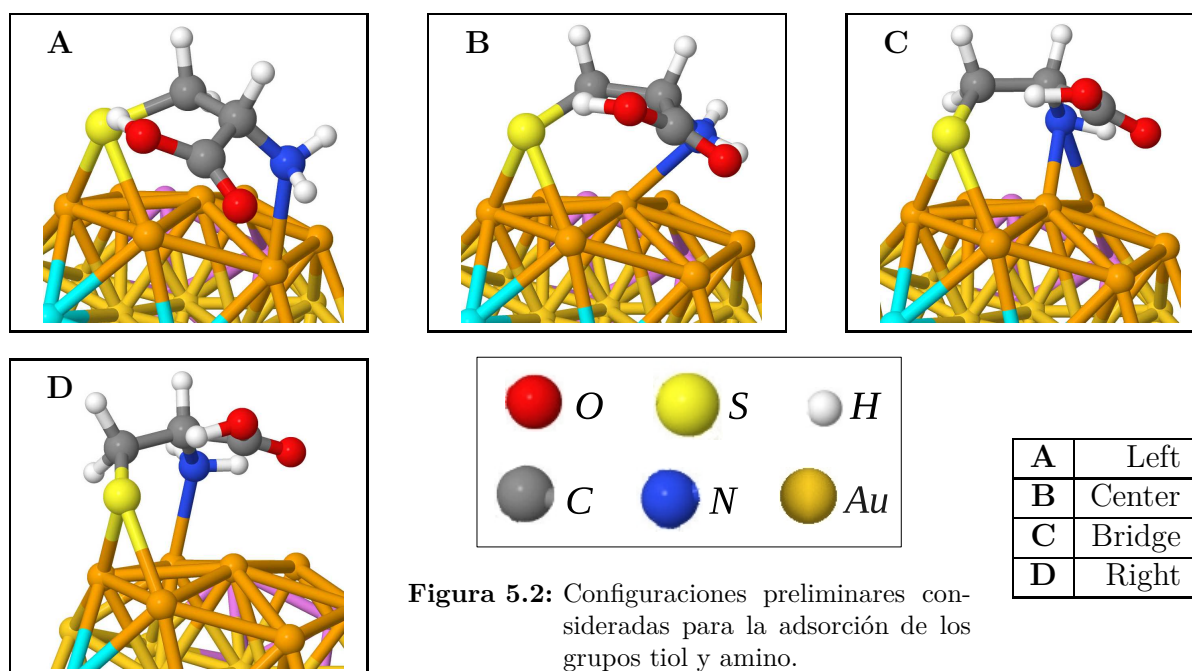 A
B
C
D
O S H
C N Au
A Left
B Center
C Bridge
D Right
Figura 5.2: Configuraciones preliminares con-
sideradas para la adsorción de los
grupos tiol y amino.